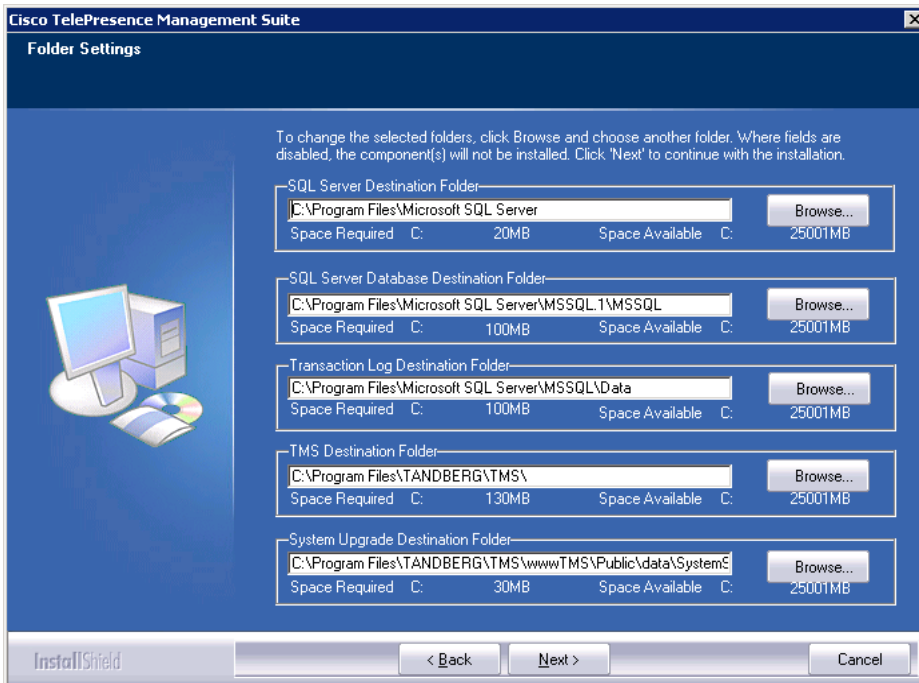 Cisco TelePresence Management Suite
Folder Settings
To change the selected folders, click Browse and choose another folder. Where fields are
disabled, the component(s) will not be installed. Click 'Next' to continue with the installation.
SQL Server Destination Folder
C:\Program Files\Microsoft SQL Server
Browse...
Space Required C: 20MB Space Available C: 25001MB
SQL Server Database Destination Folder
C:\Program Files\Microsoft SQL Server\MSSQL.1\MSSQL
Browse...
Space Required C: 100MB Space Available C: 25001MB
Transaction Log Destination Folder
C:\Program Files\Microsoft SQL Server\MSSQL\Data
Browse...
Space Required C: 100MB Space Available C: 25001MB
TMS Destination Folder
C:\Program Files\TANDBERG\TMS\
Browse...
Space Required C: 130MB Space Available C: 25001MB
System Upgrade Destination Folder
C:\Program Files\TANDBERG\TMS\wwwTMS\Public\data\SystemS
Browse...
Space Required C: 30MB Space Available C: 25001MB
InstallShield
< Back
Next >
Cancel